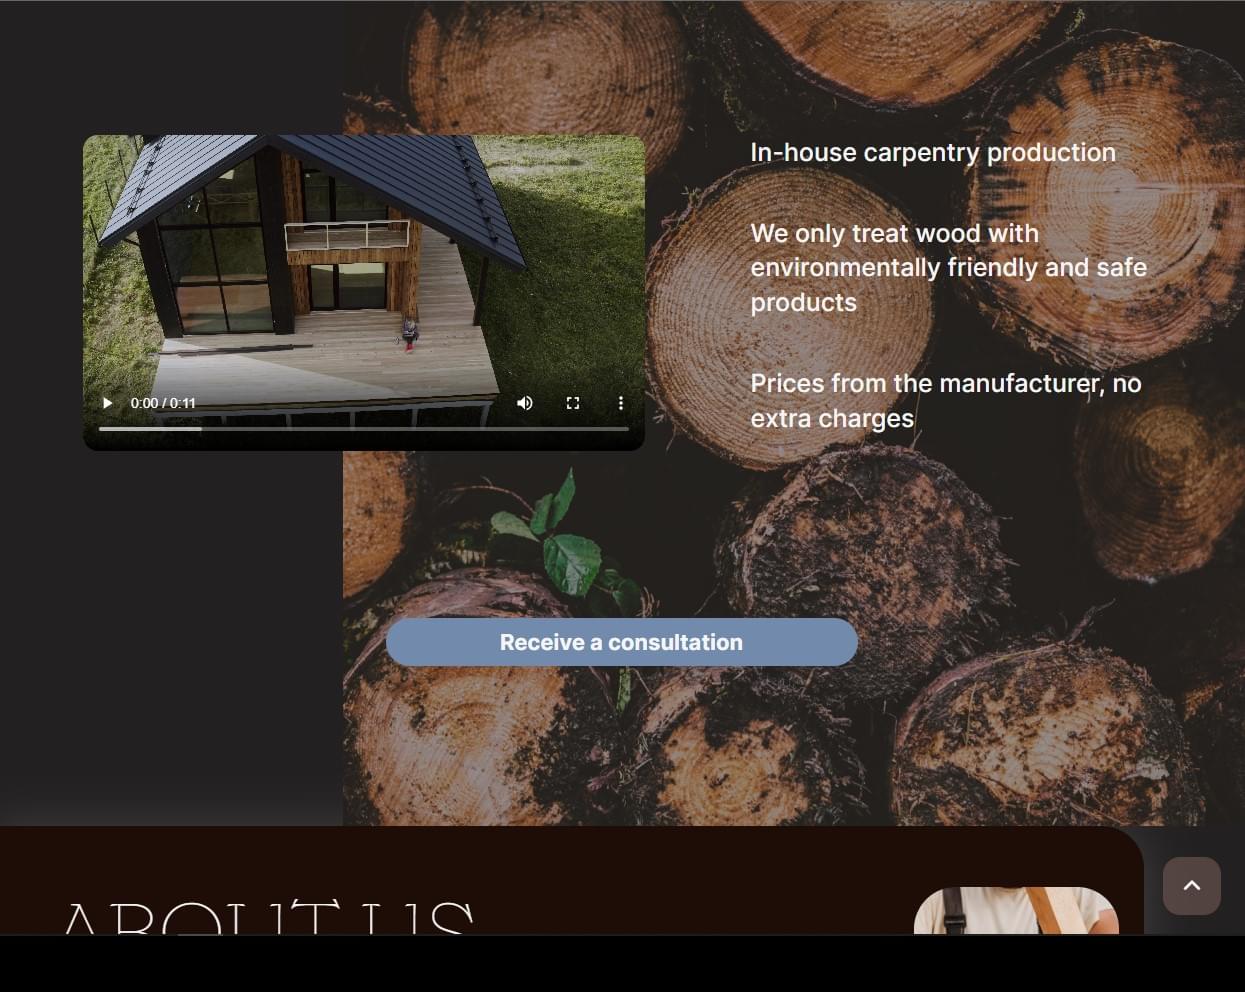 In-house carpentry production
We only treat wood with
environmentally friendly and safe
products
Prices from the manufacturer, no
extra charges
0:00 / 0:11
Receive a consultation
ABOUT US